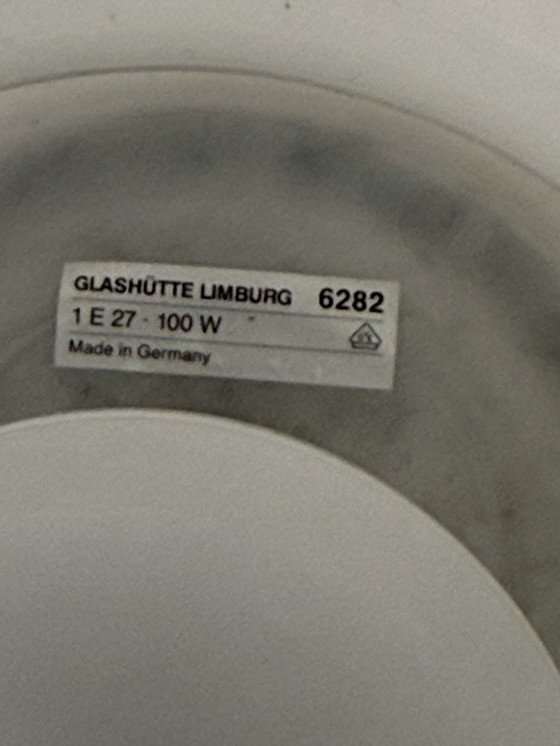 GLASHÜTTE LIMBURG 6282
1 E 27 - 100 W
Made in Germany